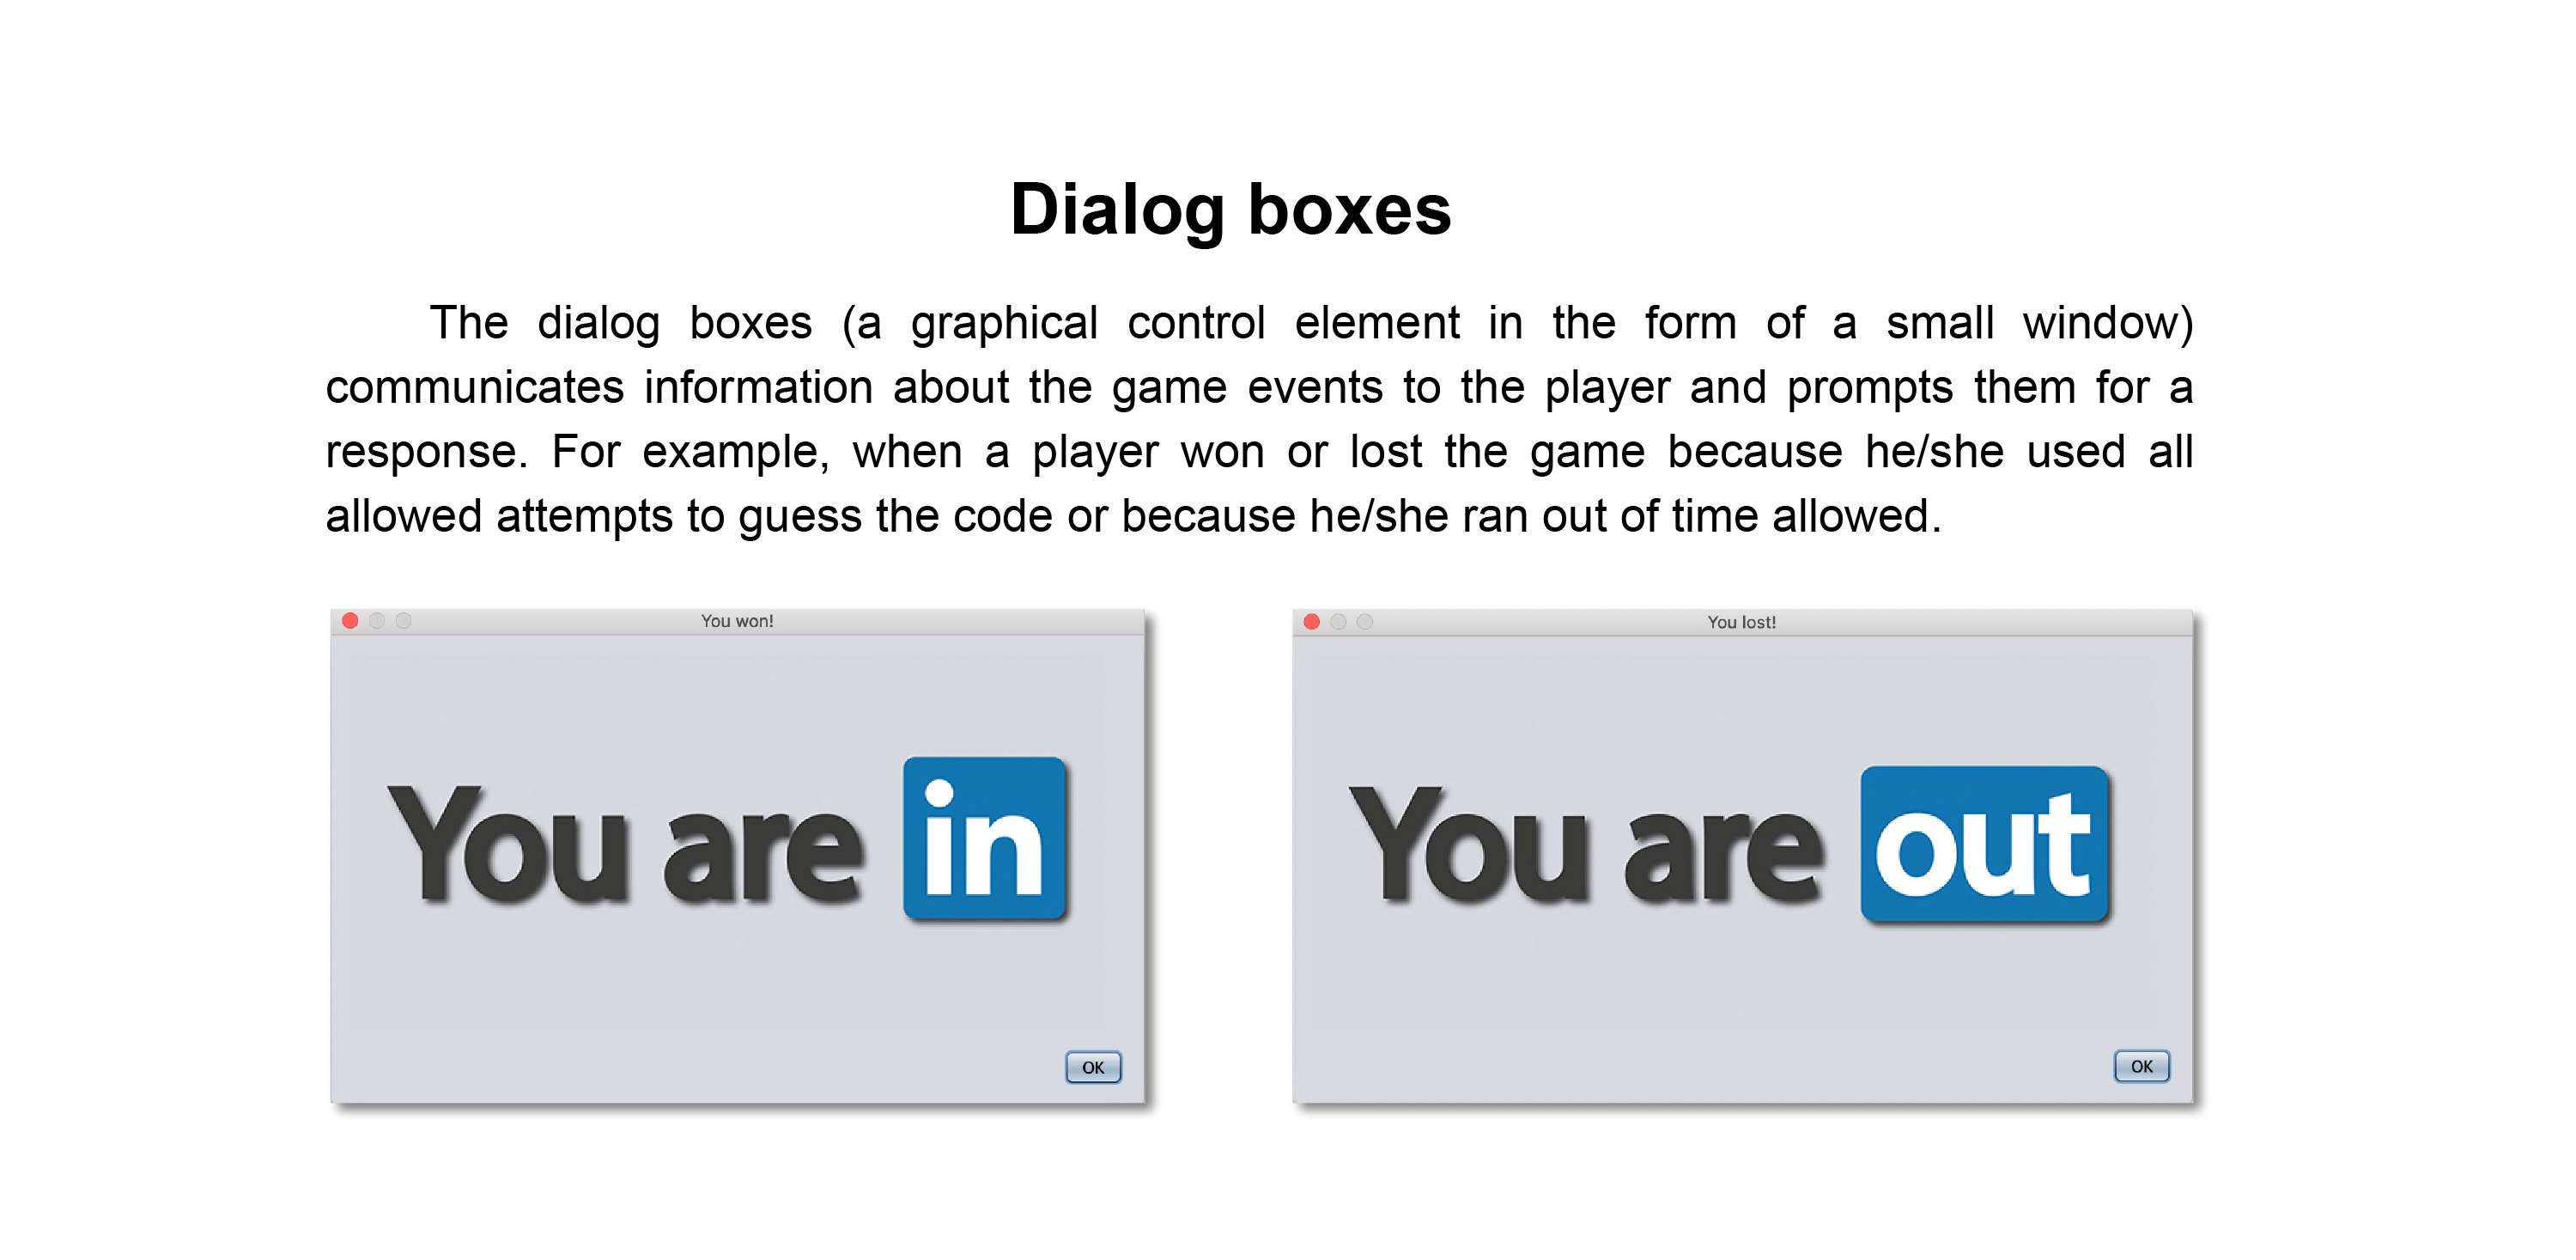 Dialog boxes
The dialog boxes (a graphical control element in the form of a small window)
communicates information about the game events to the player and prompts them for a
response. For example, when a player won or lost the game because he/she used all
allowed attempts to guess the code or because he/she ran out of time allowed.
You won!
You are in
OK
You lost!
You are out
OK